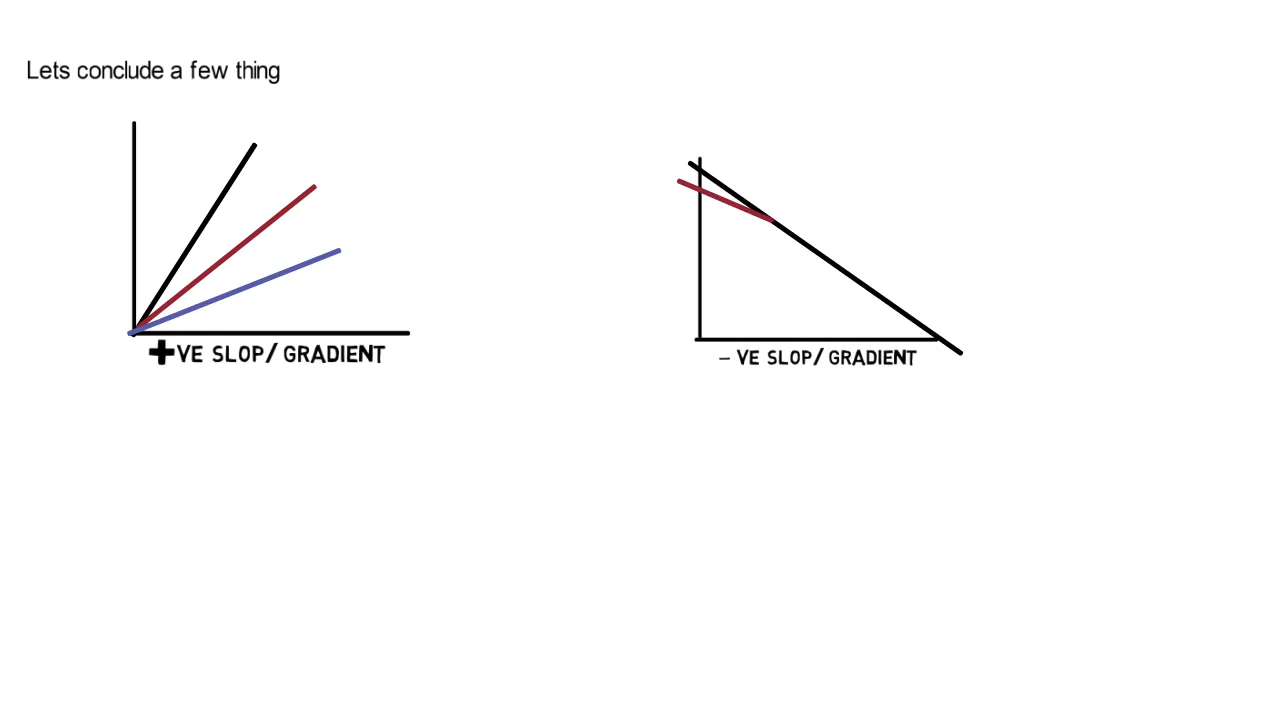 Lets conclude a few thing
+VE SLOP/ GRADIENT
– VE SLOP/ GRADIENT